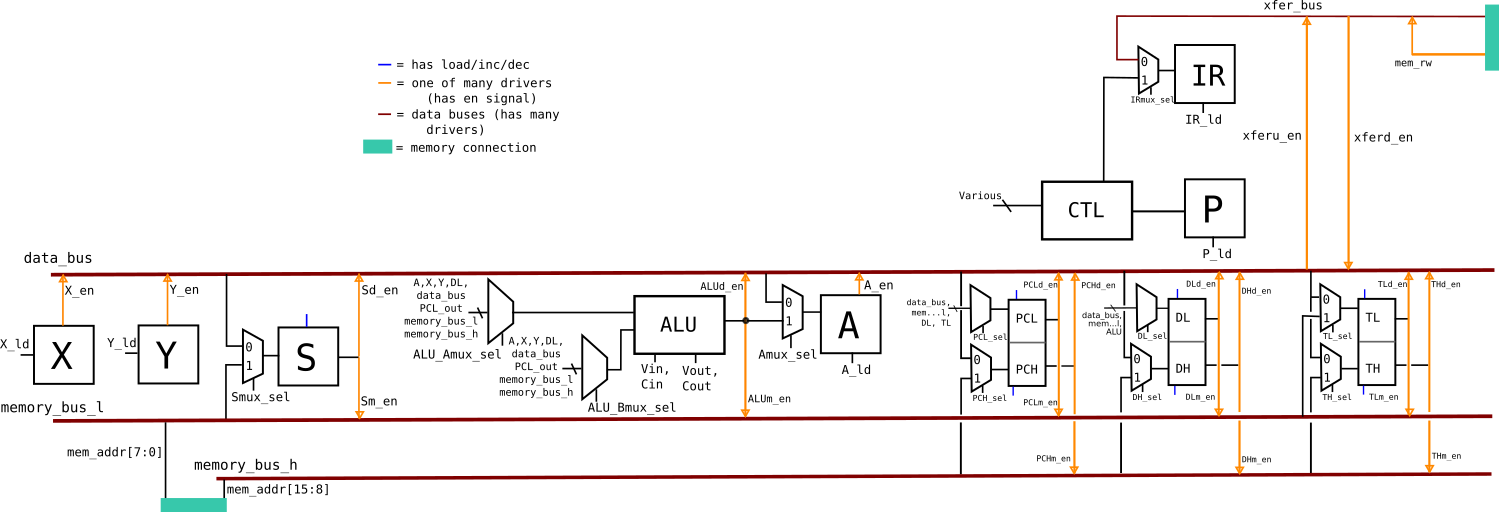 xfer_bus
= has load/inc/dec
= one of many drivers
(has en signal)
= data buses (has many
drivers)
= memory connection
mem_rw
0
1
IR
IRmux_sel
IR_ld
xferu_en
xferd_en
Various
CTL
P
P_ld
data_bus
X_en
Y_en
Sd_en
X_ld
X
Y_ld
Y
0
1
S
Smux_sel
Sm_en
A,X,Y,DL,
data_bus
PCL_out
memory_bus_l
memory_bus_h
ALU_Amux_sel
A,X,Y,DL,
data_bus
PCL_out
memory_bus_l
memory_bus_h
ALU_Bmux_sel
ALU
Vin,
Cin
Vout,
Cout
ALUd_en
ALUm_en
0
1
Amux_sel
A_en
A
A_ld
data_bus,
mem...l,
DL, TL
PCL_sel
0
1
PCH_sel
PCL
PCH
PCLd_en
PCHd_en
PCLm_en
PCHm_en
data_bus,
mem...l,
ALU
DL_sel
0
1
DH_sel
DL
DH
DLd_en
DHd_en
DLm_en
DHm_en
0
1
TL_sel
0
1
TH_sel
TL
TH
TLd_en
THd_en
TLm_en
THm_en
memory_bus_l
mem_addr[7:0]
memory_bus_h
mem_addr[15:8]